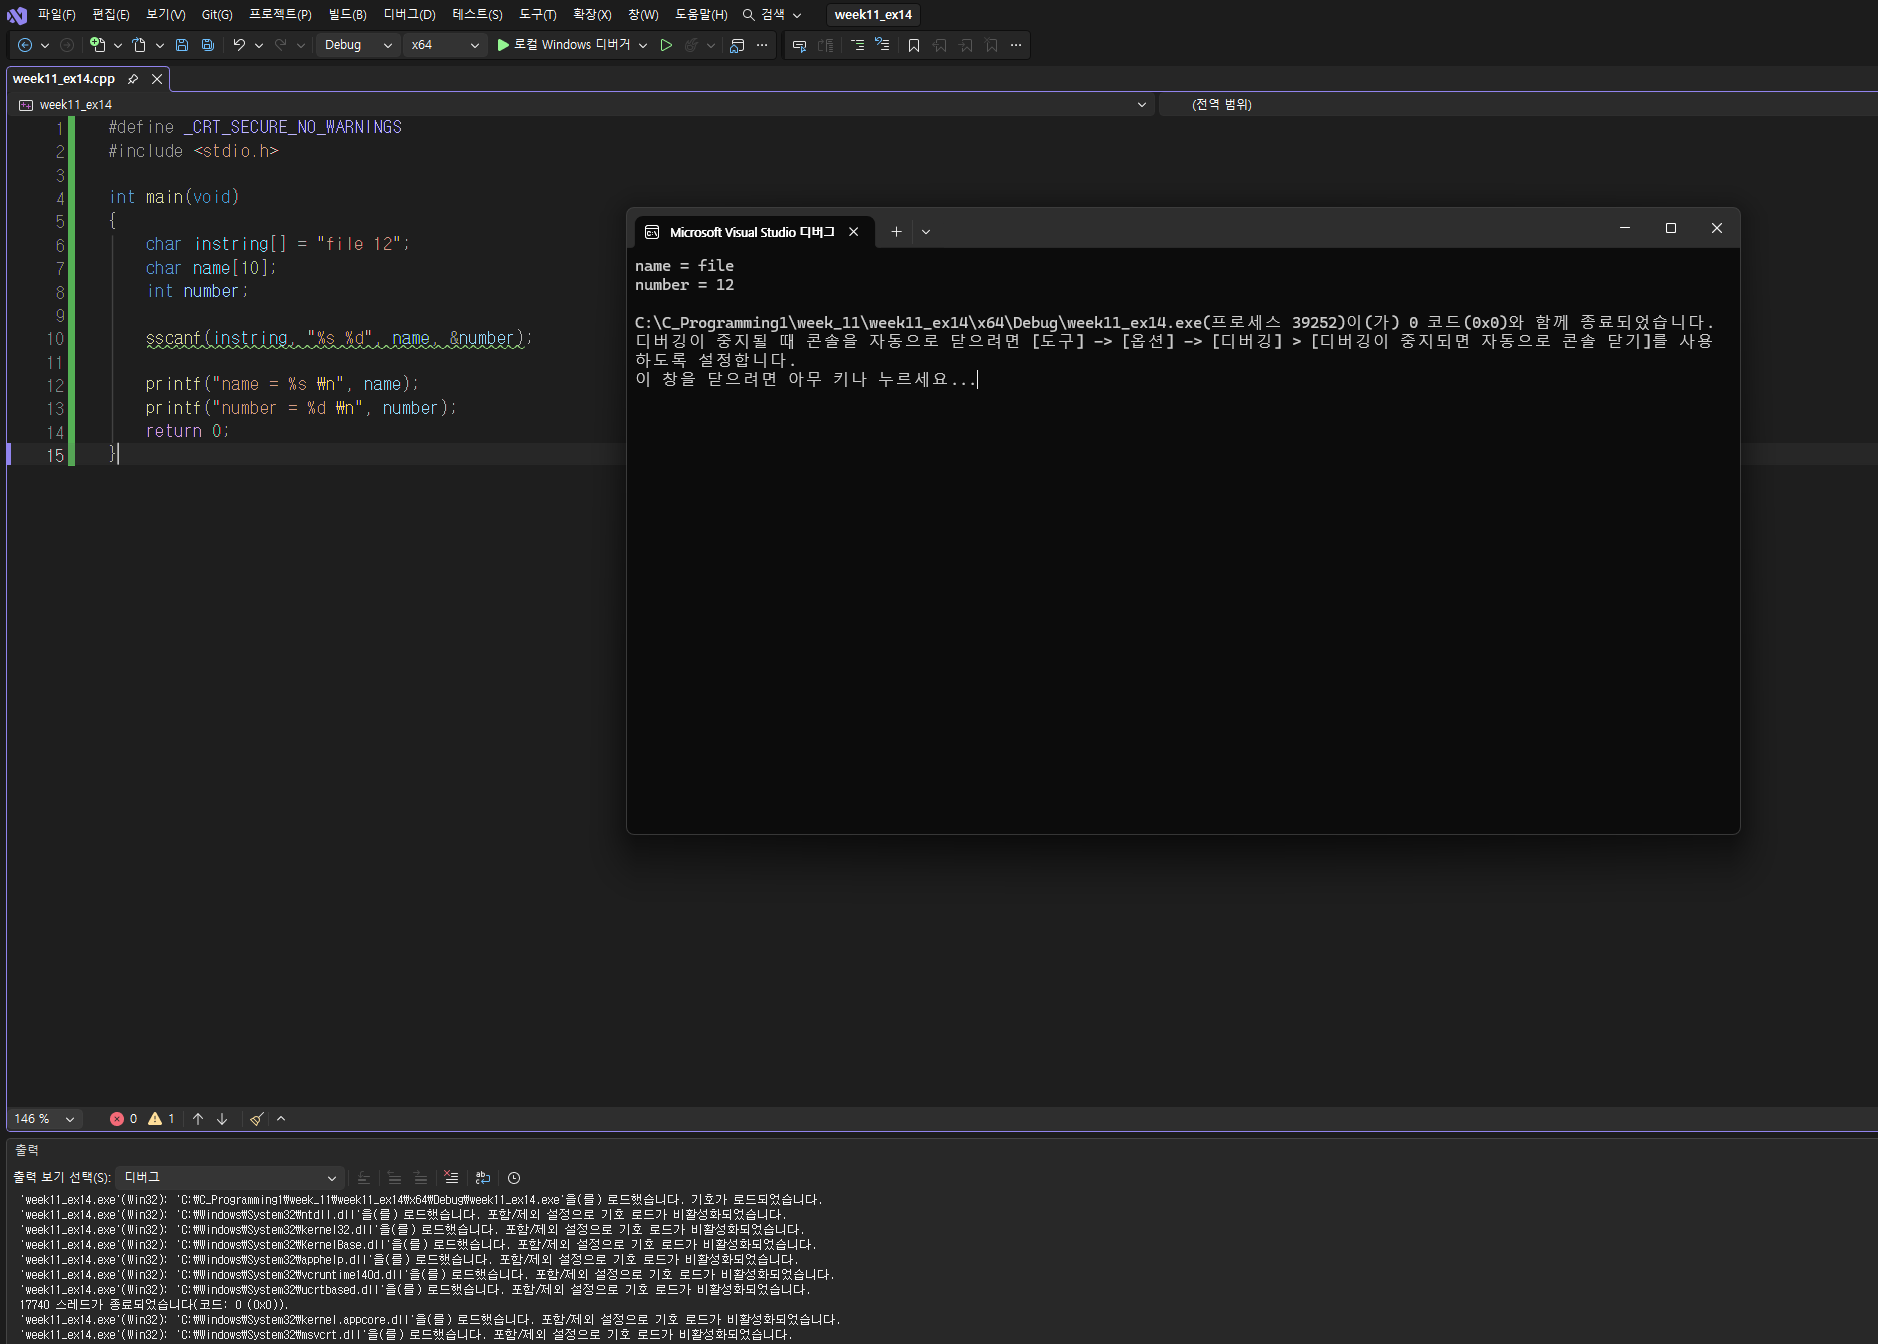 파일(F) 편집(E) 보기(V) Git(G) 프로젝트(P) 빌드(B) 디버그(D) 테스트(S) 도구(T) 확장(X) 창(W) 도움말(H) 검색 week11_ex14
Debug x64 로컬 Windows 디버거
week11_ex14.cpp
week11_ex14 (전역 범위)
1 #define _CRT_SECURE_NO_WARNINGS
2 #include <stdio.h>
3
4 int main(void)
5 {
6 char instring[] = "file 12";
7 char name[10];
8 int number;
9
10 sscanf(instring, "%s %d", name, &number);
11
12 printf("name = %s ₩n", name);
13 printf("number = %d ₩n", number);
14 return 0;
15 }
Microsoft Visual Studio 디버그
name = file
number = 12
C:\C_Programming1\week_11\week11_ex14\x64\Debug\week11_ex14.exe(프로세스 39252)이(가) 0 코드(0x0)와 함께 종료되었습니다.
디버깅이 중지될 때 콘솔을 자동으로 닫으려면 [도구] -> [옵션] -> [디버깅] > [디버깅이 중지되면 자동으로 콘솔 닫기]를 사용
하도록 설정합니다.
이 창을 닫으려면 아무 키나 누르세요...
146 % 0 1
출력
출력 보기 선택(S): 디버그
'week11_ex14.exe'(Win32): 'C:₩C_Programming1₩week_11₩week11_ex14₩x64₩Debug₩week11_ex14.exe'을(를) 로드했습니다. 기호가 로드되었습니다.
'week11_ex14.exe'(Win32): 'C:₩Windows₩System32₩ntdll.dll'을(를) 로드했습니다. 포함/제외 설정으로 기호 로드가 비활성화되었습니다.
'week11_ex14.exe'(Win32): 'C:₩Windows₩System32₩kernel32.dll'을(를) 로드했습니다. 포함/제외 설정으로 기호 로드가 비활성화되었습니다.
'week11_ex14.exe'(Win32): 'C:₩Windows₩System32₩KernelBase.dll'을(를) 로드했습니다. 포함/제외 설정으로 기호 로드가 비활성화되었습니다.
'week11_ex14.exe'(Win32): 'C:₩Windows₩System32₩apphelp.dll'을(를) 로드했습니다. 포함/제외 설정으로 기호 로드가 비활성화되었습니다.
'week11_ex14.exe'(Win32): 'C:₩Windows₩System32₩vcruntime140d.dll'을(를) 로드했습니다. 포함/제외 설정으로 기호 로드가 비활성화되었습니다.
'week11_ex14.exe'(Win32): 'C:₩Windows₩System32₩ucrtbased.dll'을(를) 로드했습니다. 포함/제외 설정으로 기호 로드가 비활성화되었습니다.
17740 스레드가 종료되었습니다(코드: 0 (0x0)).
'week11_ex14.exe'(Win32): 'C:₩Windows₩System32₩kernel.appcore.dll'을(를) 로드했습니다. 포함/제외 설정으로 기호 로드가 비활성화되었습니다.
'week11_ex14.exe'(Win32): 'C:₩Windows₩System32₩msvcrt.dll'을(를) 로드했습니다. 포함/제외 설정으로 기호 로드가 비활성화되었습니다.